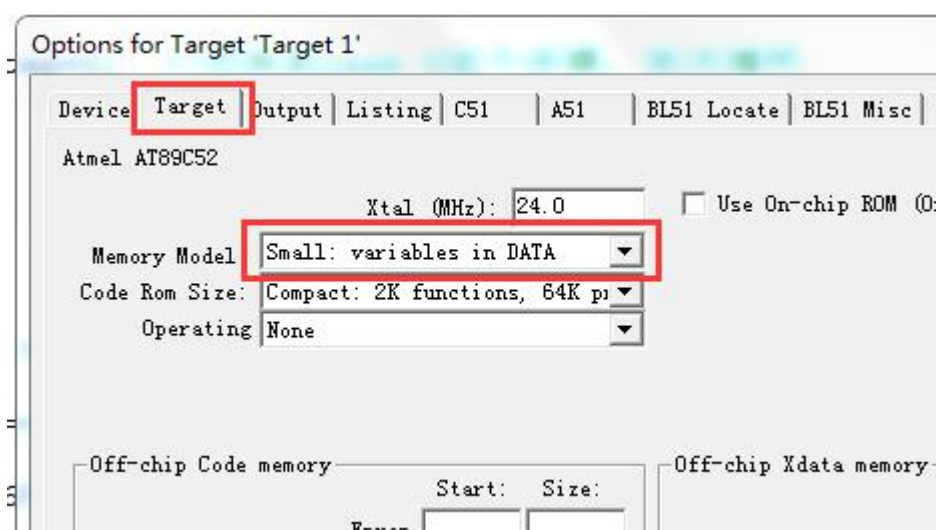 Options for Target 'Target 1'
Device Target Output Listing C51 A51 BL51 Locate BL51 Misc
Atmel AT89C52
Xtal (MHz): 24.0 Use On-chip ROM
Memory Model Small: variables in DATA
Code Rom Size: Compact: 2K functions, 64K
Operating None
Off-chip Code memory Off-chip Xdata memory
Start: Size: